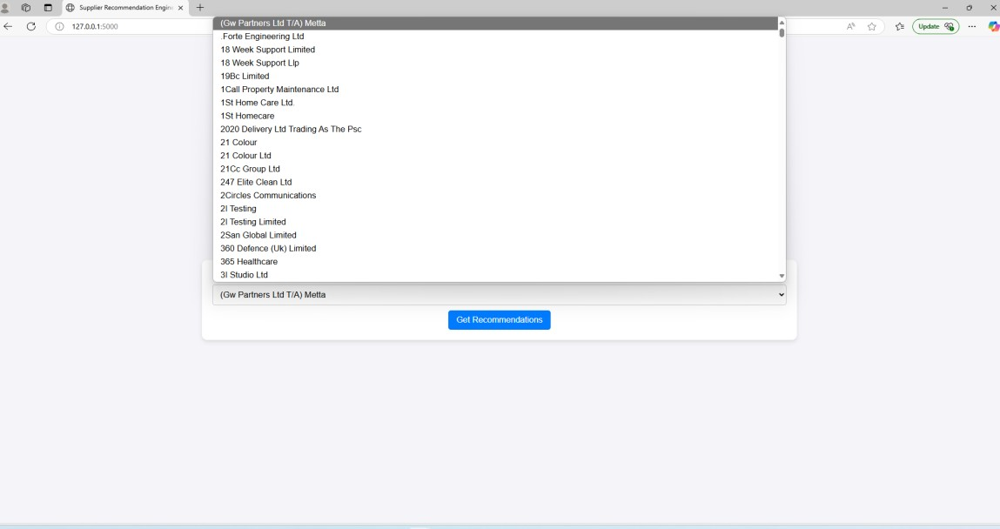 Supplier Recommendation Engin
127.0.0.1:5000
Update
(Gw Partners Ltd T/A) Metta
.Forte Engineering Ltd
18 Week Support Limited
18 Week Support Llp
19Bc Limited
1Call Property Maintenance Ltd
1St Home Care Ltd.
1St Homecare
2020 Delivery Ltd Trading As The Psc
21 Colour
21 Colour Ltd
21Cc Group Ltd
247 Elite Clean Ltd
2Circles Communications
2I Testing
2I Testing Limited
2San Global Limited
360 Defence (Uk) Limited
365 Healthcare
3I Studio Ltd
(Gw Partners Ltd T/A) Metta
Get Recommendations